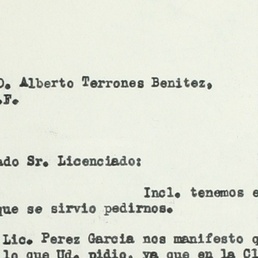 D. Alberto Terrones Benitez,
.F.
ado Sr. Licenciado:
Incl. tenemos e
que se sirvio pedirnos.
Lic. Perez Garcia nos manifesto q
lo que Ud. pidio, ya que en la Cl